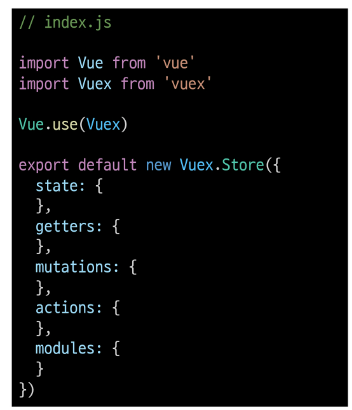 // index.js

import Vue from 'vue'
import Vuex from 'vuex'

Vue.use(Vuex)

export default new Vuex.Store({
  state: {
  },
  getters: {
  },
  mutations: {
  },
  actions: {
  },
  modules: {
  }
})